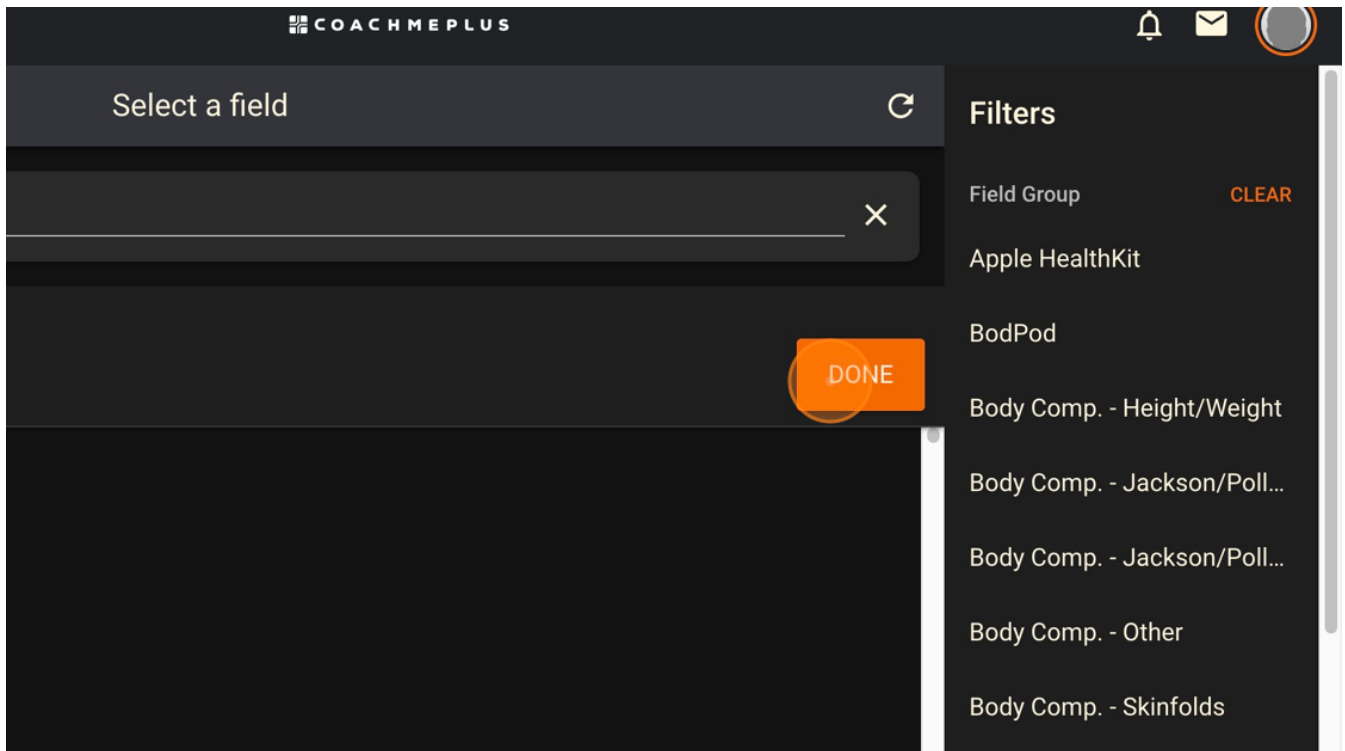 COACHMEPLUS
Select a field
DONE
Filters
Field Group CLEAR
Apple HealthKit
BodPod
Body Comp. - Height/Weight
Body Comp. - Jackson/Poll...
Body Comp. - Jackson/Poll...
Body Comp. - Other
Body Comp. - Skinfolds